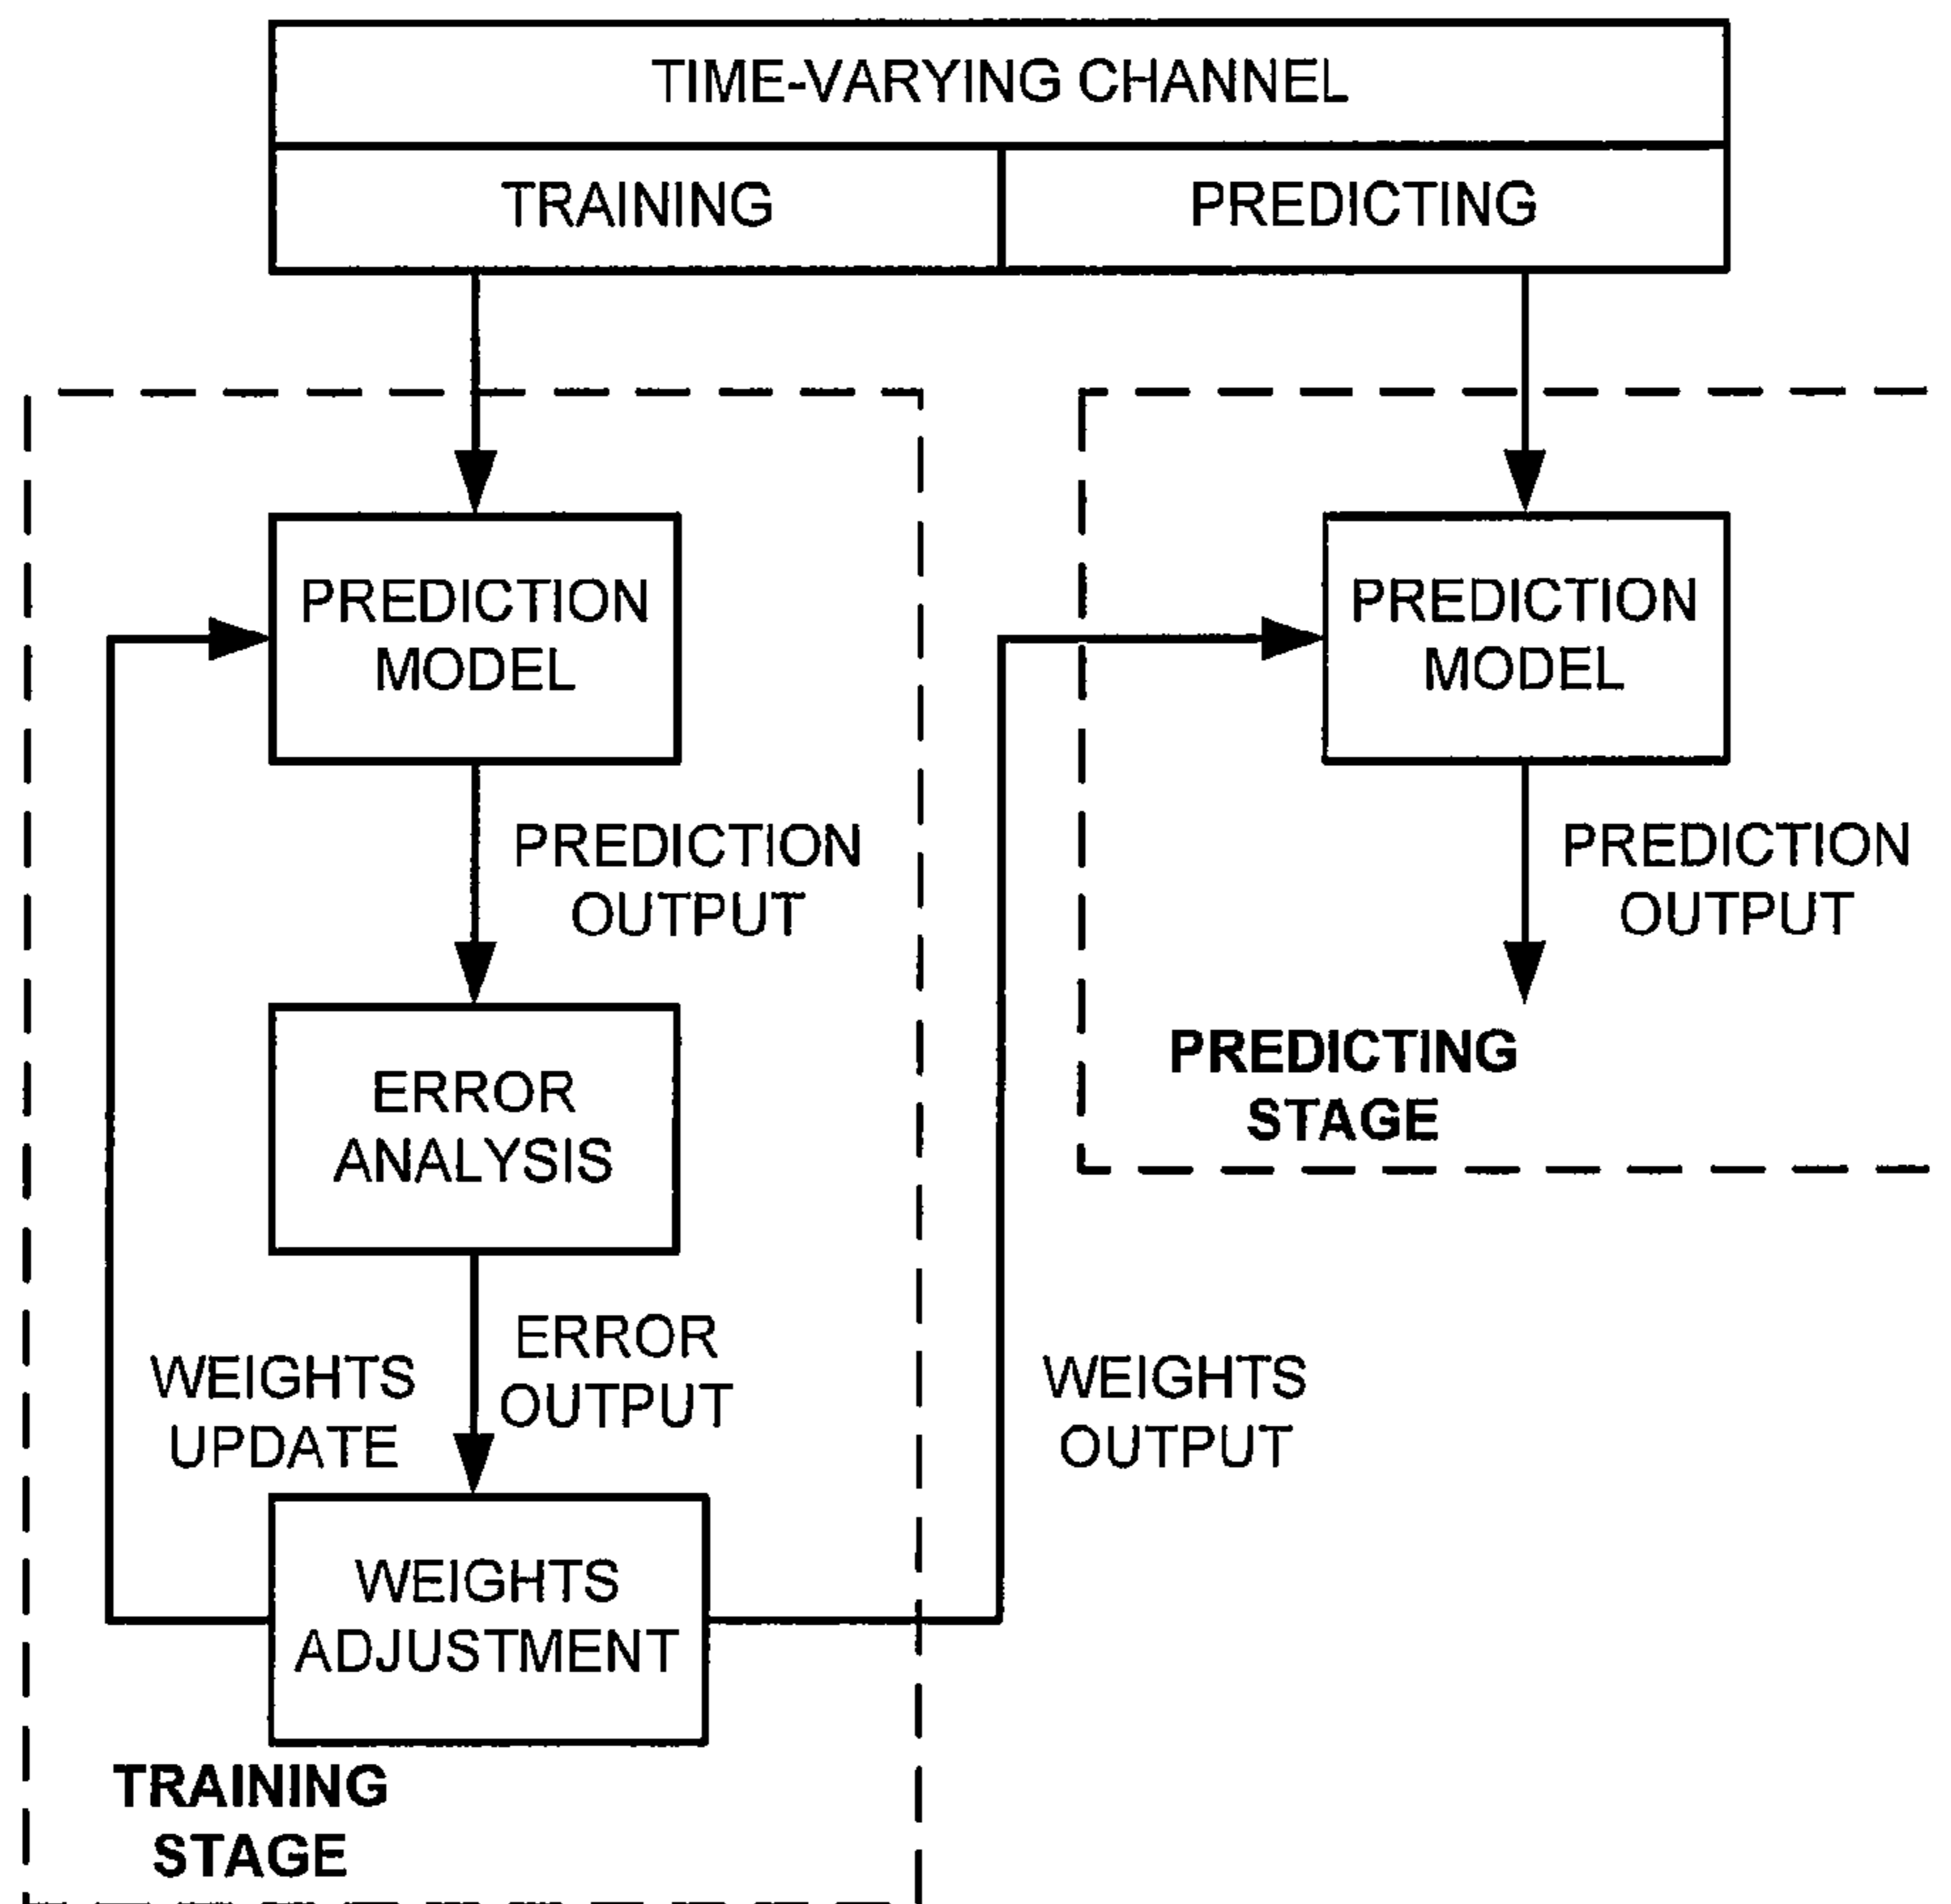 TIME-VARYING CHANNEL
TRAINING
PREDICTING
PREDICTION
MODEL
PREDICTION
OUTPUT
ERROR
ANALYSIS
ERROR
OUTPUT
WEIGHTS
UPDATE
WEIGHTS
ADJUSTMENT
TRAINING
STAGE
WEIGHTS
OUTPUT
PREDICTION
MODEL
PREDICTION
OUTPUT
PREDICTING
STAGE